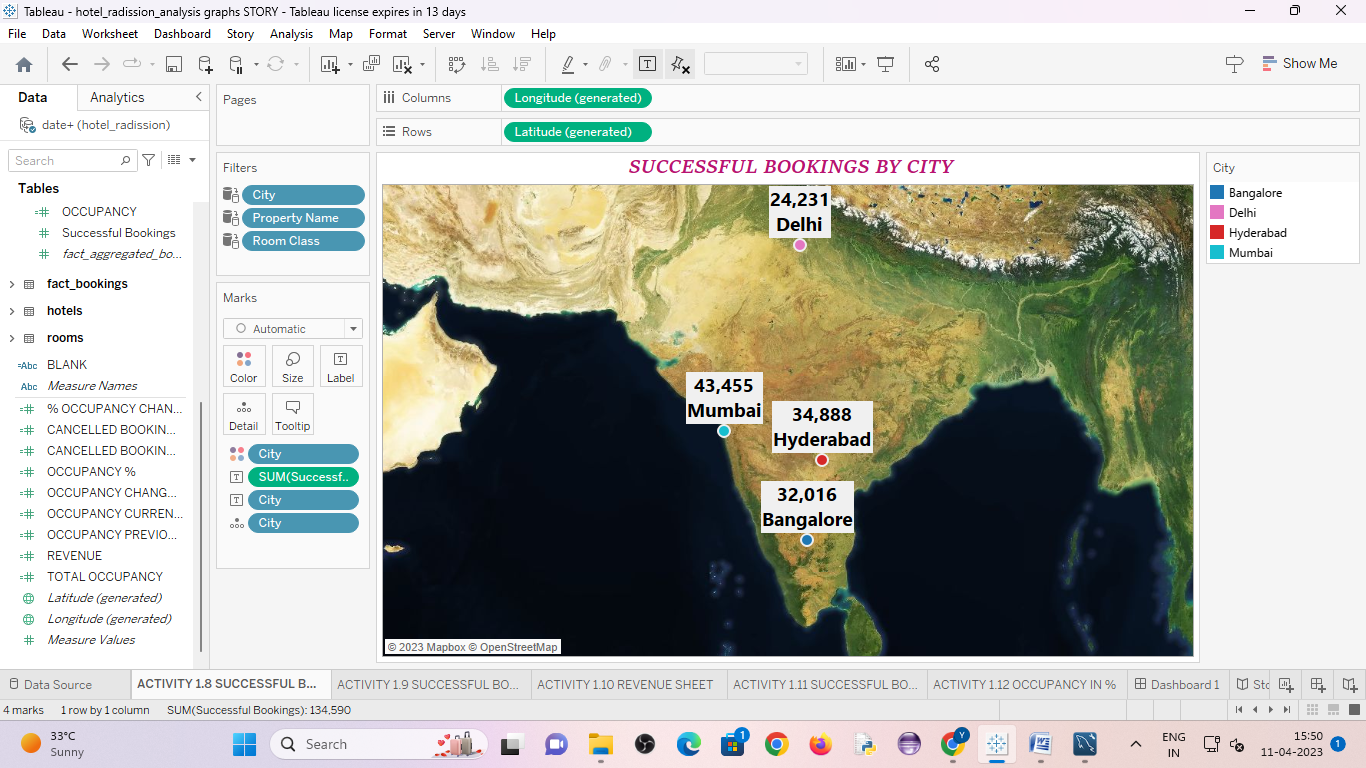 Tableau - hotel_radission_analysis graphs STORY - Tableau license expires in 13 days
File Data Worksheet Dashboard Story Analysis Map Format Server Window Help
Show Me
Data Analytics
date+ (hotel_radission)
Search
Tables
OCCUPANCY
Successful Bookings
fact_aggregated_bo...
fact_bookings
hotels
rooms
=Abc BLANK
Abc Measure Names
% OCCUPANCY CHAN...
CANCELLED BOOKIN...
CANCELLED BOOKIN...
OCCUPANCY %
OCCUPANCY CHANG...
OCCUPANCY CURREN...
OCCUPANCY PREVIO...
REVENUE
TOTAL OCCUPANCY
Latitude (generated)
Longitude (generated)
Measure Values
Pages
Filters
City
Property Name
Room Class
Marks
Automatic
Color Size Label
Detail Tooltip
City
SUM(Successf..
City
City
Columns Longitude (generated)
Rows Latitude (generated)
SUCCESSFUL BOOKINGS BY CITY
24,231
Delhi
43,455
Mumbai
34,888
Hyderabad
32,016
Bangalore
© 2023 Mapbox © OpenStreetMap
City
Bangalore
Delhi
Hyderabad
Mumbai
Data Source ACTIVITY 1.8 SUCCESSFUL B... ACTIVITY 1.9 SUCCESSFUL BO... ACTIVITY 1.10 REVENUE SHEET ACTIVITY 1.11 SUCCESSFUL BO... ACTIVITY 1.12 OCCUPANCY IN % Dashboard 1 Stc
4 marks 1 row by 1 column SUM(Successful Bookings): 134,590
33°C
Sunny
Search
1
Y
ENG
IN
15:50
11-04-2023
1